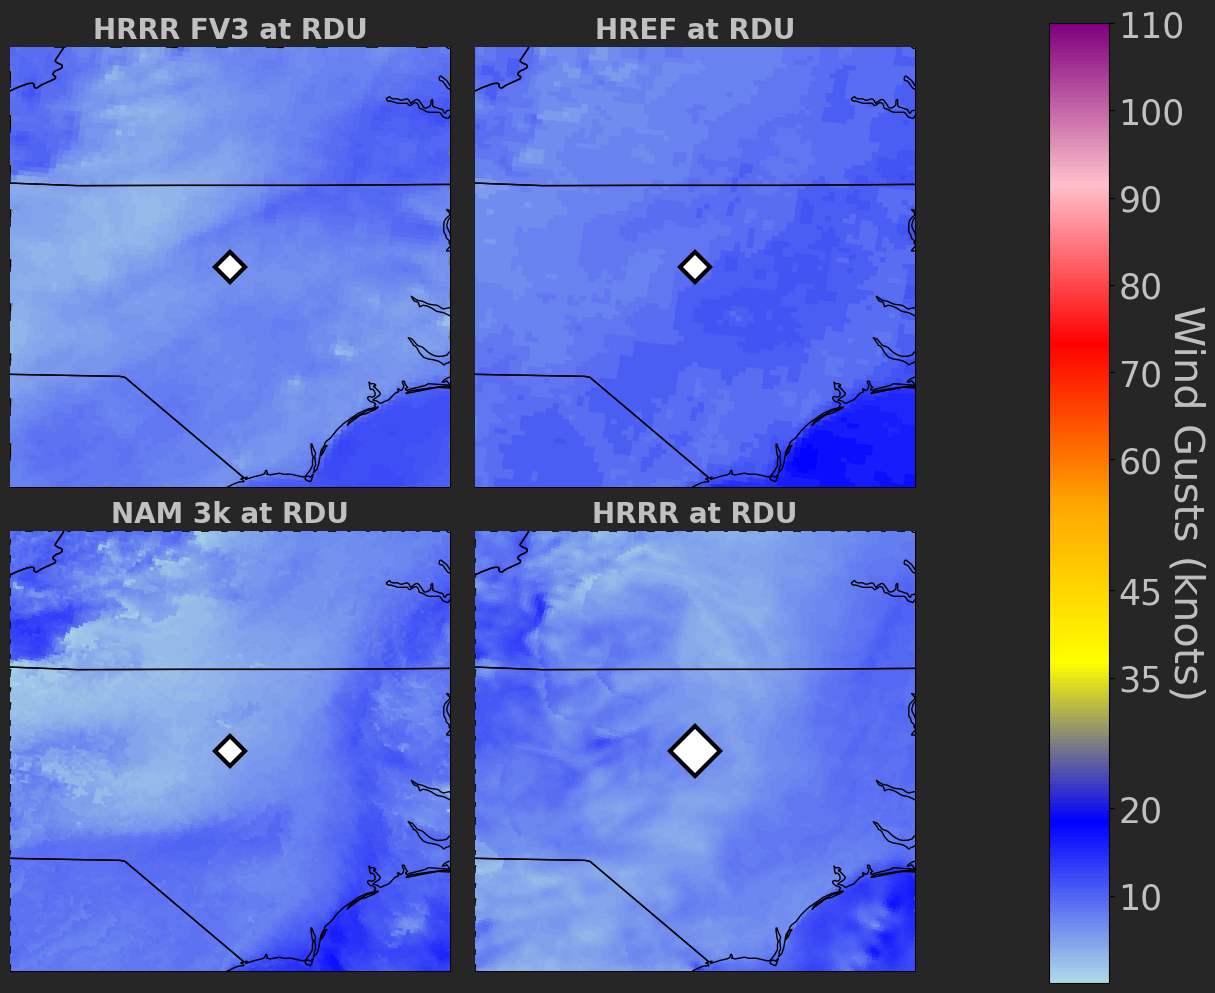 HRRR FV3 at RDU
HREF at RDU
NAM 3k at RDU
HRRR at RDU
110
100
90
80
70
60
45
35
20
10
Wind Gusts (knots)